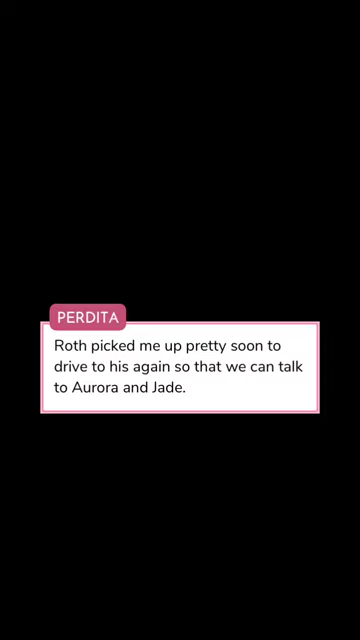 PERDITA
Roth picked me up pretty soon to
drive to his again so that we can talk
to Aurora and Jade.